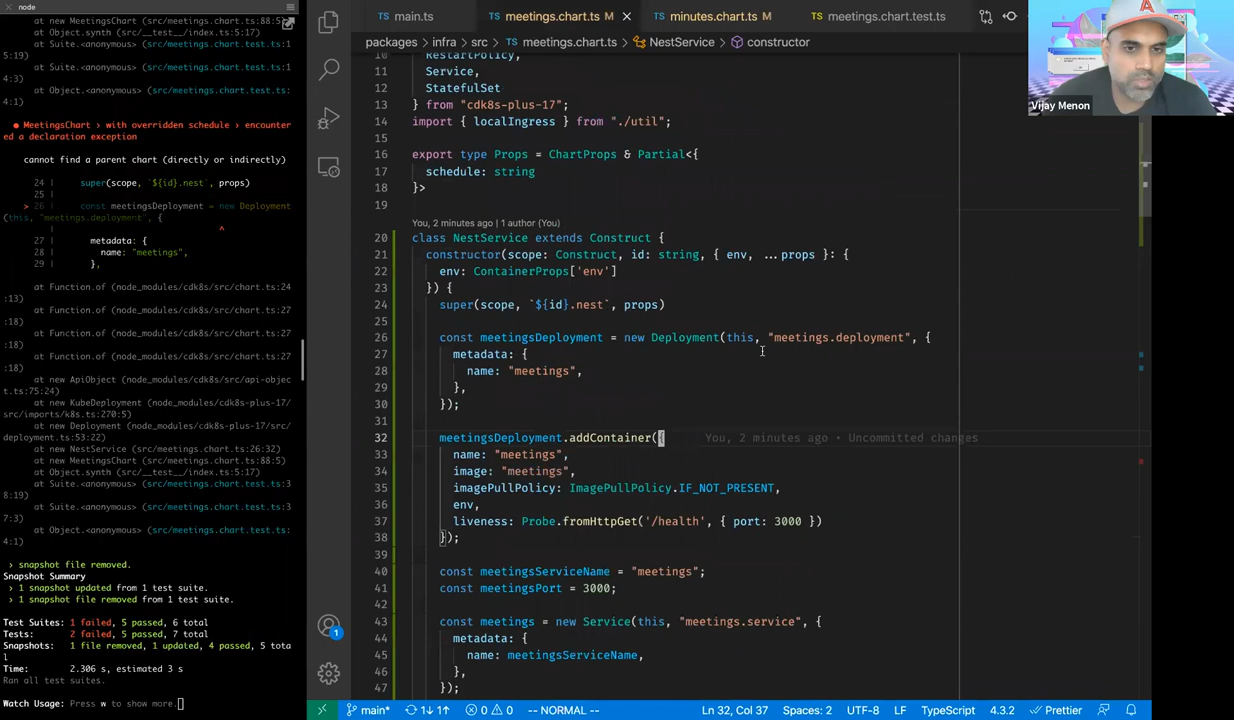 node
at new MeetingsChart (src/meetings.chart.ts:88:5)
at Object.synth (src/__test__/index.ts:5:17)
at Suite.<anonymous> (src/meetings.chart.test.ts:1
5:19)
at Suite.<anonymous> (src/meetings.chart.test.ts:1
4:3)
at Object.<anonymous> (src/meetings.chart.test.ts:
4:1)
● MeetingsChart › with overridden schedule › encounter
ed a declaration exception
cannot find a parent chart (directly or indirectly)
24 | super(scope, `${id}.nest`, props)
25 |
> 26 | const meetingsDeployment = new Deployment
(this, "meetings.deployment", {
| ^
27 | metadata: {
28 | name: "meetings",
29 | },
at Function.of (node_modules/cdk8s/src/chart.ts:24
:13)
at Function.of (node_modules/cdk8s/src/chart.ts:27
:18)
at Function.of (node_modules/cdk8s/src/chart.ts:27
:18)
at Function.of (node_modules/cdk8s/src/chart.ts:27
:18)
at new ApiObject (node_modules/cdk8s/src/api-objec
t.ts:75:24)
at new KubeDeployment (node_modules/cdk8s-plus-17/
src/imports/k8s.ts:270:5)
at new Deployment (node_modules/cdk8s-plus-17/src/
deployment.ts:53:22)
at new NestService (src/meetings.chart.ts:26:32)
at new MeetingsChart (src/meetings.chart.ts:88:5)
at Object.synth (src/__test__/index.ts:5:17)
at Suite.<anonymous> (src/meetings.chart.test.ts:3
8:19)
at Suite.<anonymous> (src/meetings.chart.test.ts:3
7:3)
at Object.<anonymous> (src/meetings.chart.test.ts:
4:1)
› snapshot file removed.
Snapshot Summary
› 1 snapshot updated from 1 test suite.
› 1 snapshot file removed from 1 test suite.
Test Suites: 1 failed, 5 passed, 6 total
Tests: 2 failed, 5 passed, 7 total
Snapshots: 1 file removed, 1 updated, 4 passed, 5 tota
l
Time: 2.306 s, estimated 3 s
Ran all test suites.
Watch Usage: Press w to show more.
main.ts meetings.chart.ts M minutes.chart.ts M meetings.chart.test.ts
packages > infra > src > meetings.chart.ts > NestService > constructor
10 RestartPolicy,
11 Service,
12 StatefulSet
13 } from "cdk8s-plus-17";
14 import { localIngress } from "./util";
15
16 export type Props = ChartProps & Partial<{
17 schedule: string
18 }>
19
You, 2 minutes ago | 1 author (You)
20 class NestService extends Construct {
21 constructor(scope: Construct, id: string, { env, ...props }: {
22 env: ContainerProps['env']
23 }) {
24 super(scope, `${id}.nest`, props)
25
26 const meetingsDeployment = new Deployment(this, "meetings.deployment", {
27 metadata: {
28 name: "meetings",
29 },
30 });
31
32 meetingsDeployment.addContainer({ You, 2 minutes ago • Uncommitted changes
33 name: "meetings",
34 image: "meetings",
35 imagePullPolicy: ImagePullPolicy.IF_NOT_PRESENT,
36 env,
37 liveness: Probe.fromHttpGet('/health', { port: 3000 })
38 });
39
40 const meetingsServiceName = "meetings";
41 const meetingsPort = 3000;
42
43 const meetings = new Service(this, "meetings.service", {
44 metadata: {
45 name: meetingsServiceName,
46 },
47 });
Vijay Menon
1
main* 1↓ 1↑ 0 0 -- NORMAL -- Ln 32, Col 37 Spaces: 2 UTF-8 LF TypeScript 4.3.2 Prettier